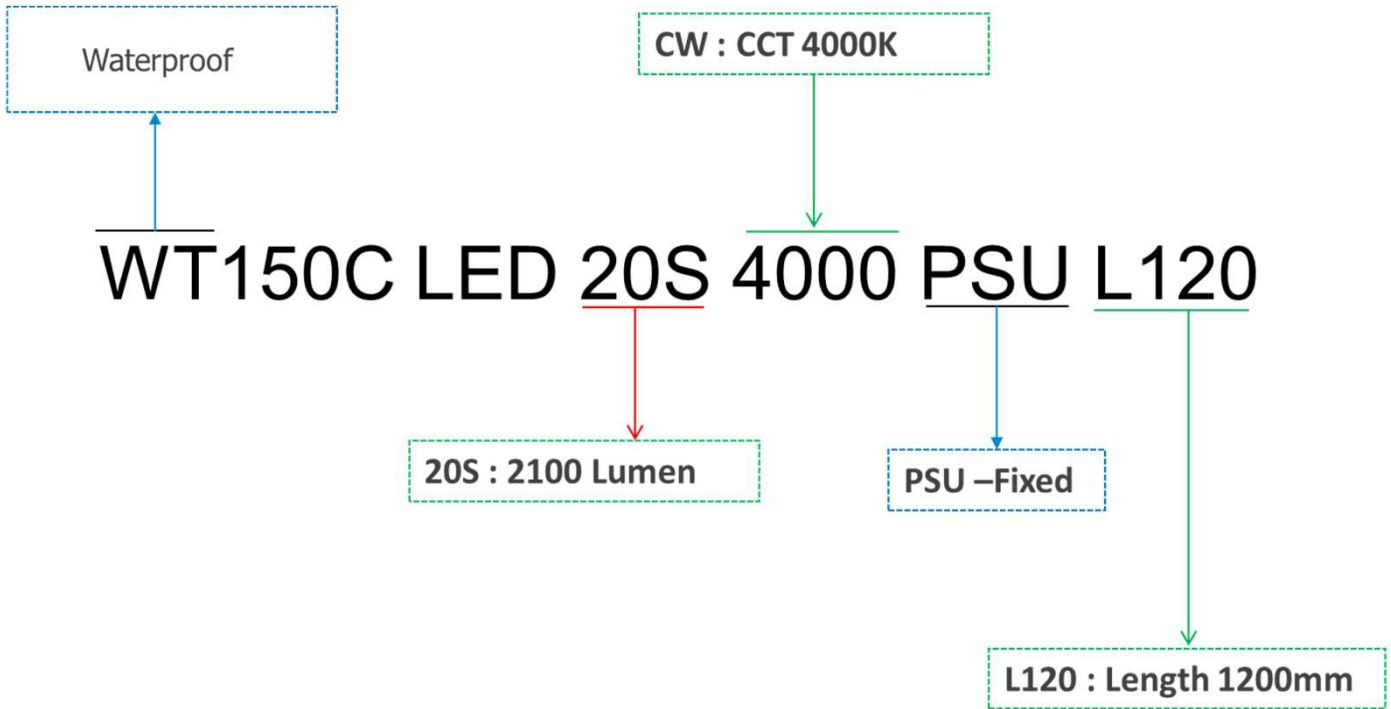 Waterproof
CW : CCT 4000K
WT150C LED 20S 4000 PSU L120
20S : 2100 Lumen
PSU –Fixed
L120 : Length 1200mm